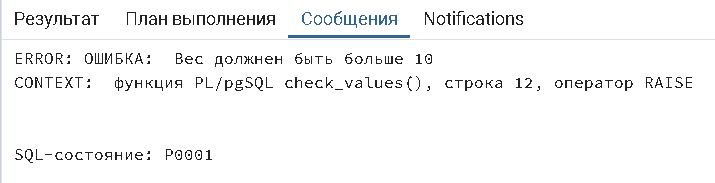 Результат План выполнения Сообщения Notifications
ERROR: ОШИБКА:  Вес должен быть больше 10
CONTEXT:  функция PL/pgSQL check_values(), строка 12, оператор RAISE
SQL-состояние: P0001